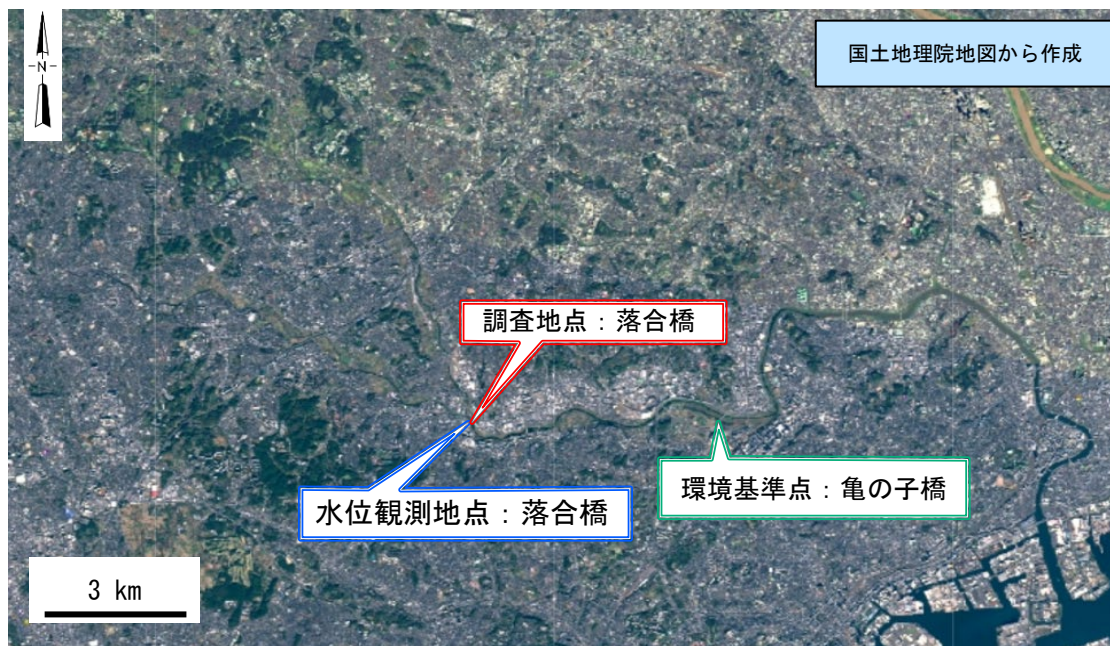 国土地理院地図から作成
N
調査地点：落合橋
環境基準点：亀の子橋
水位観測地点：落合橋
3 km